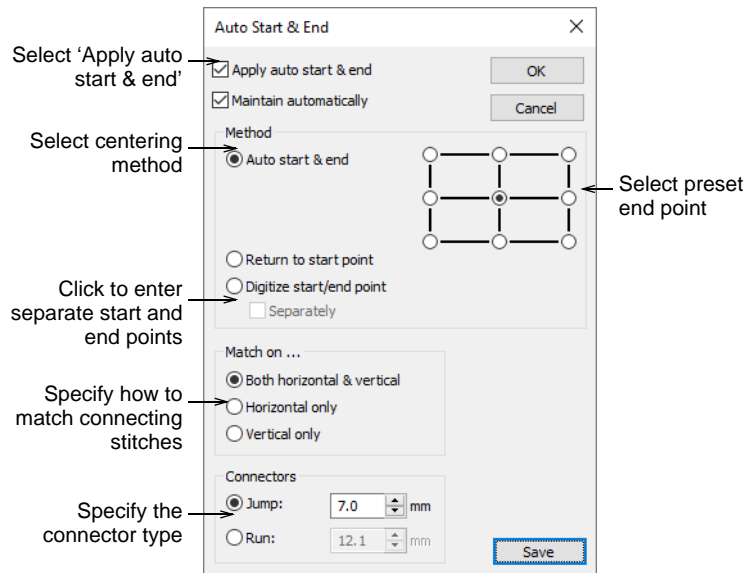 Auto Start & End
Select ‘Apply auto
start & end’
Apply auto start & end
OK
Maintain automatically
Cancel
Method
Select centering
method
Auto start & end
Select preset
end point
Return to start point
Digitize start/end point
Separately
Click to enter
separate start and
end points
Match on ...
Both horizontal & vertical
Horizontal only
Vertical only
Specify how to
match connecting
stitches
Connectors
Jump: 7.0 mm
Run: 12.1 mm
Specify the
connector type
Save